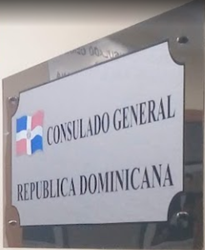 CONSULADO GENERAL
REPUBLICA DOMINICANA